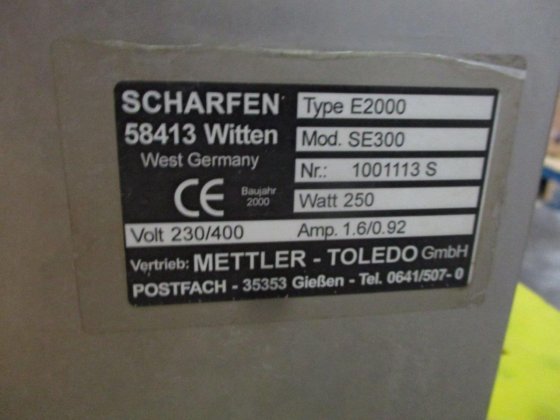 SCHARFEN
58413 Witten
West Germany
CE
Baujahr
2000
Type E2000
Mod. SE300
Nr.: 1001113 S
Watt 250
Volt 230/400
Amp. 1.6/0.92
Vertrieb: METTLER - TOLEDO GmbH
POSTFACH - 35353 Gießen - Tel. 0641/507-0